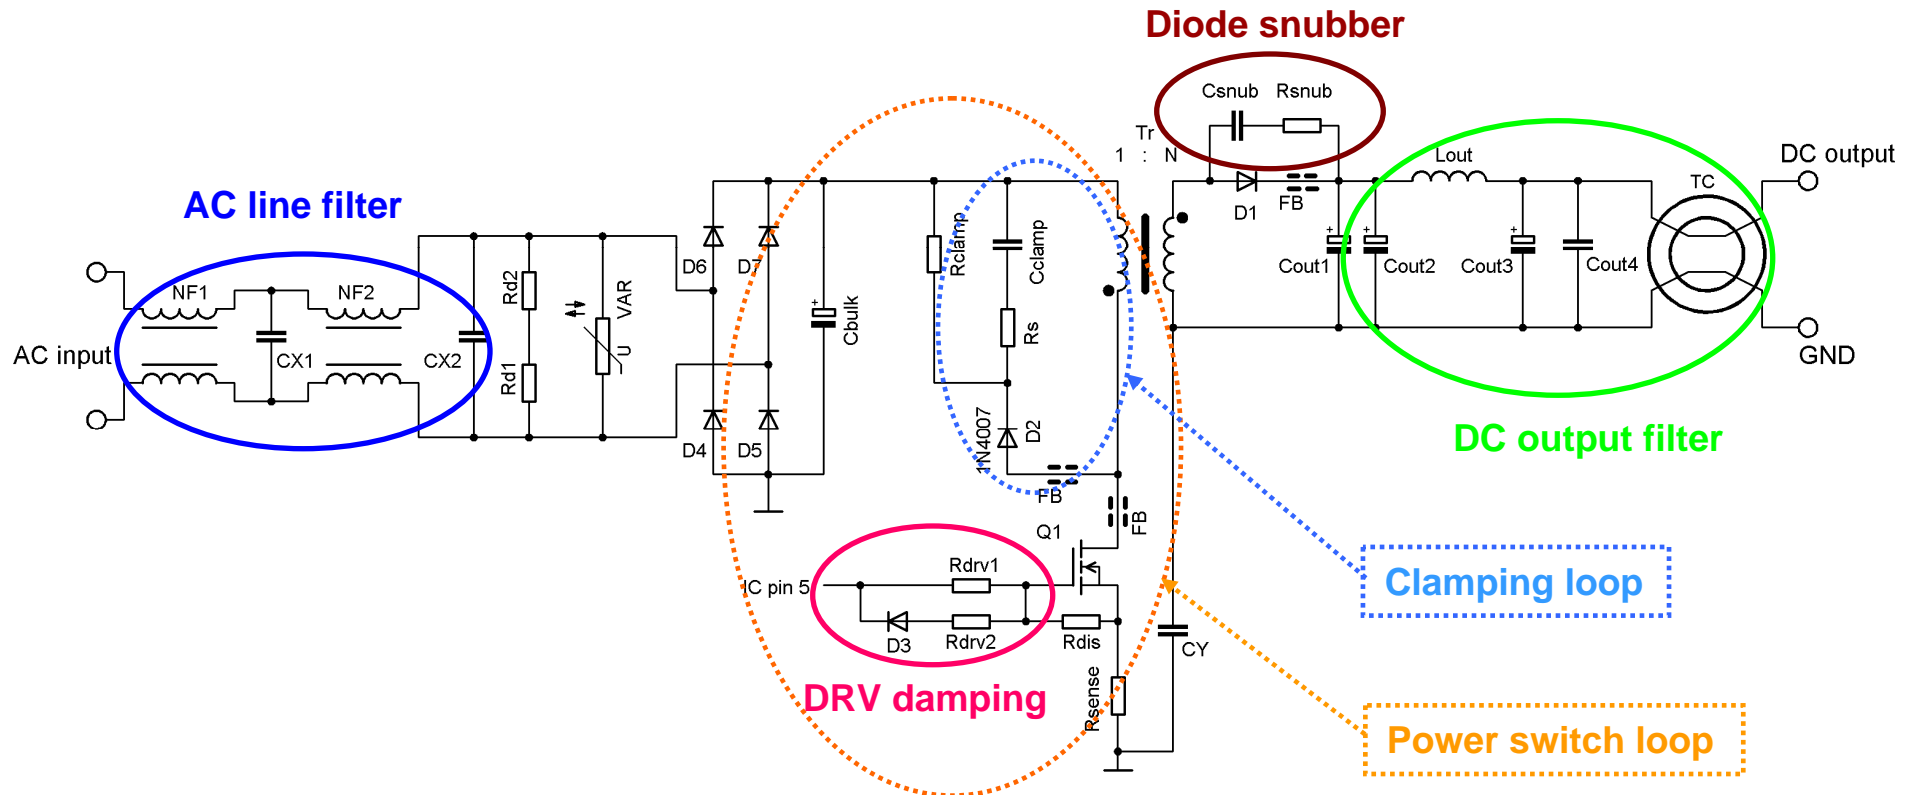 Diode snubber
Csnub Rsnub
Tr
1 : N
D1
FB
Lout
TC
DC output
GND
Cout1
Cout2
Cout3
Cout4
DC output filter
AC line filter
AC input
NF1
NF2
CX1
CX2
Rd2
Rd1
VAR
U
D6
D7
D4
D5
+
Cbulk
Rclamp
Cclamp
Rs
1N4007
D2
FB
FB
Q1
IC pin 5
Rdrv1
Rdrv2
D3
Rdis
Rsense
CY
DRV damping
Clamping loop
Power switch loop
+
+
+